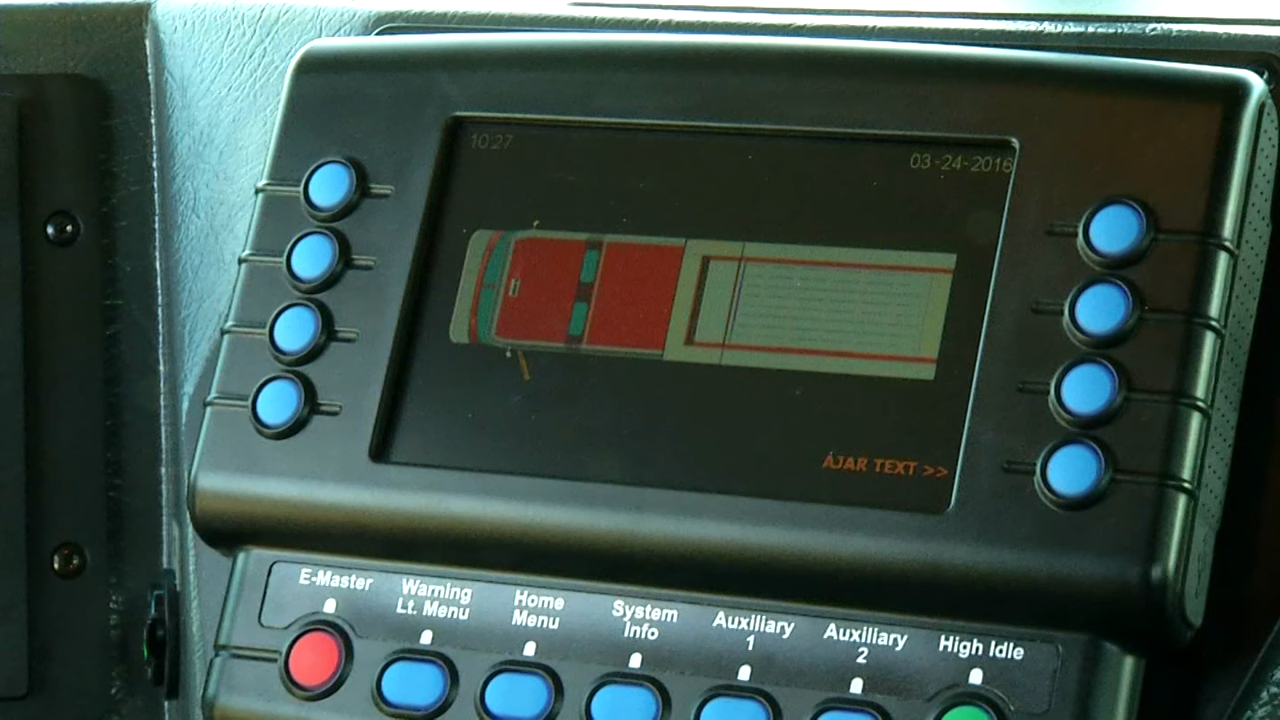 10:27
03-24-2016
AJAR TEXT >>
E-Master
Warning
Lt. Menu
Home
Menu
System
Info
Auxiliary
1
Auxiliary
2
High Idle